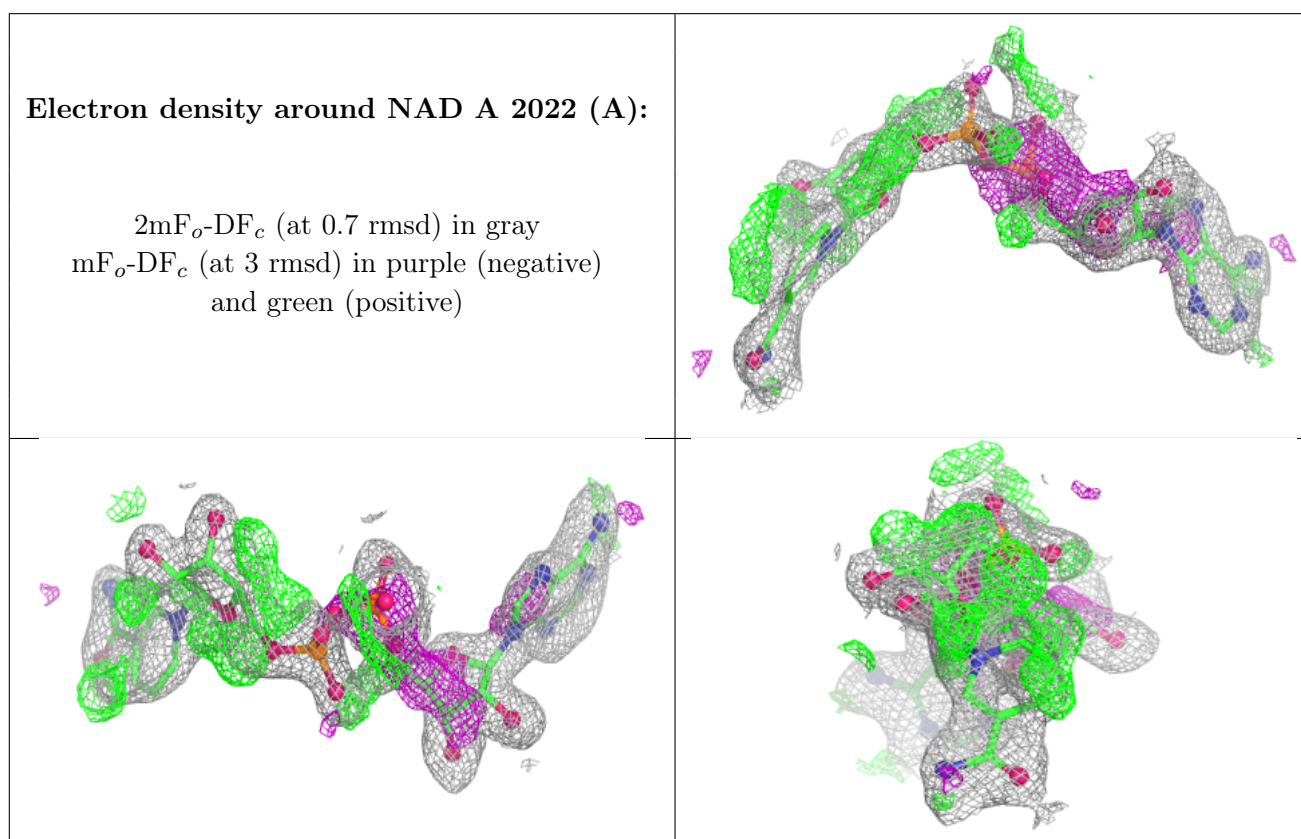 Electron density around NAD A 2022 (A):
2mFo-DFc (at 0.7 rmsd) in gray
mFo-DFc (at 3 rmsd) in purple (negative)
and green (positive)